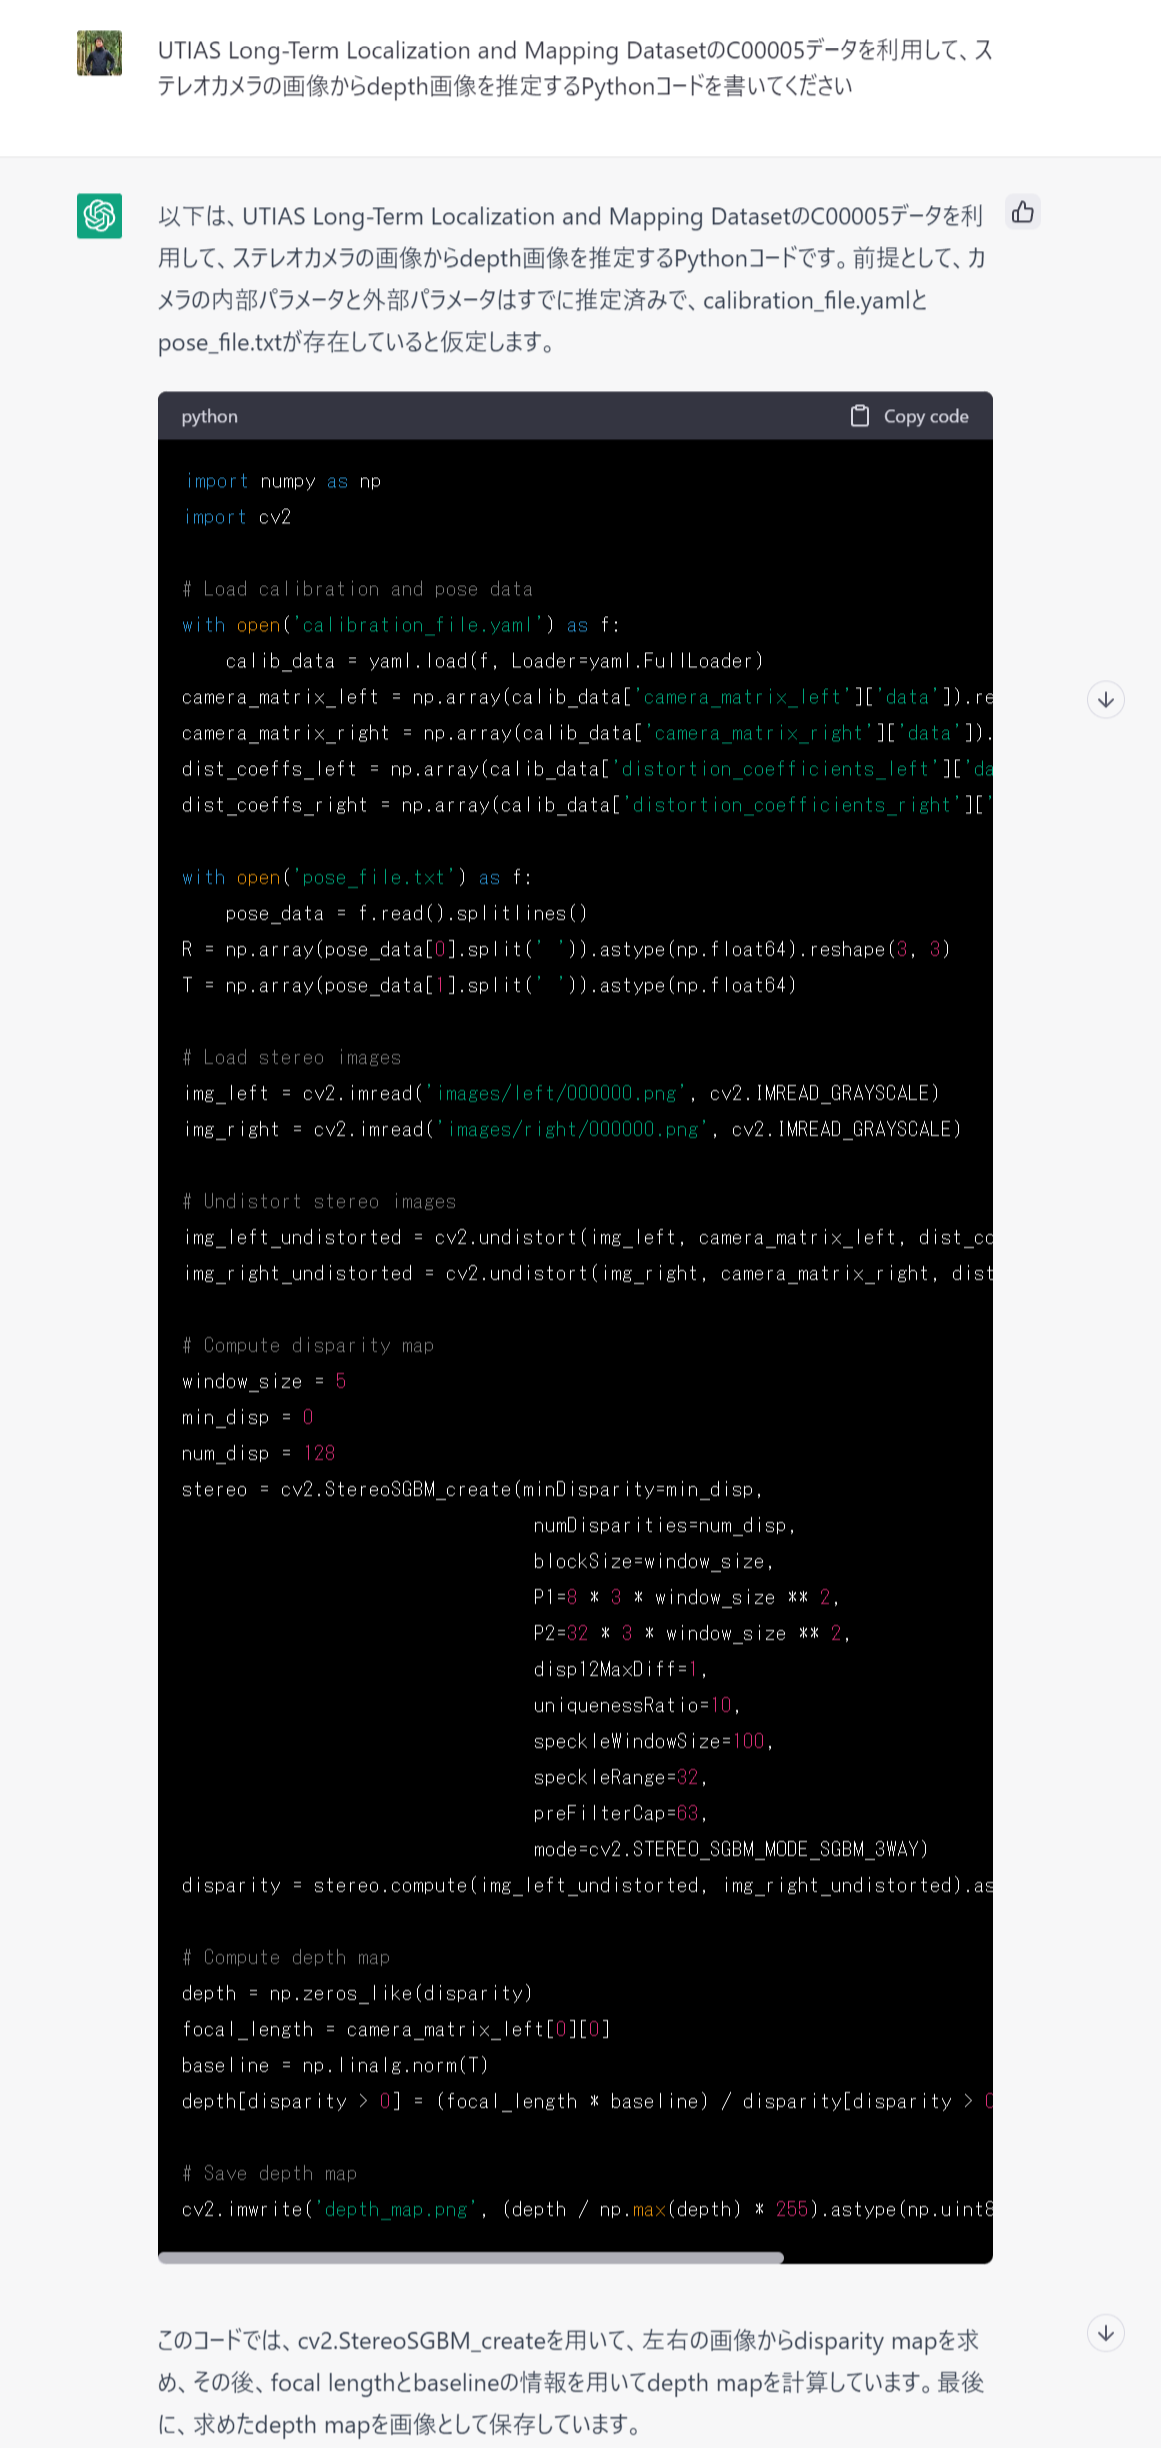 UTIAS Long-Term Localization and Mapping DatasetのC00005データを利用して、ス
テレオカメラの画像からdepth画像を推定するPythonコードを書いてください
以下は、UTIAS Long-Term Localization and Mapping DatasetのC00005データを利
用して、ステレオカメラの画像からdepth画像を推定するPythonコードです。前提として、カ
メラの内部パラメータと外部パラメータはすでに推定済みで、calibration_file.yamlと
pose_file.txtが存在していると仮定します。
python Copy code
import numpy as np
import cv2
# Load calibration and pose data
with open('calibration_file.yaml') as f:
    calib_data = yaml.load(f, Loader=yaml.FullLoader)
camera_matrix_left = np.array(calib_data['camera_matrix_left']['data']).re
camera_matrix_right = np.array(calib_data['camera_matrix_right']['data']).
dist_coeffs_left = np.array(calib_data['distortion_coefficients_left']['da
dist_coeffs_right = np.array(calib_data['distortion_coefficients_right']['
with open('pose_file.txt') as f:
    pose_data = f.read().splitlines()
R = np.array(pose_data[0].split(' ')).astype(np.float64).reshape(3, 3)
T = np.array(pose_data[1].split(' ')).astype(np.float64)
# Load stereo images
img_left = cv2.imread('images/left/000000.png', cv2.IMREAD_GRAYSCALE)
img_right = cv2.imread('images/right/000000.png', cv2.IMREAD_GRAYSCALE)
# Undistort stereo images
img_left_undistorted = cv2.undistort(img_left, camera_matrix_left, dist_co
img_right_undistorted = cv2.undistort(img_right, camera_matrix_right, dist
# Compute disparity map
window_size = 5
min_disp = 0
num_disp = 128
stereo = cv2.StereoSGBM_create(minDisparity=min_disp,
                                numDisparities=num_disp,
                                blockSize=window_size,
                                P1=8 * 3 * window_size ** 2,
                                P2=32 * 3 * window_size ** 2,
                                disp12MaxDiff=1,
                                uniquenessRatio=10,
                                speckleWindowSize=100,
                                speckleRange=32,
                                preFilterCap=63,
                                mode=cv2.STEREO_SGBM_MODE_SGBM_3WAY)
disparity = stereo.compute(img_left_undistorted, img_right_undistorted).as
# Compute depth map
depth = np.zeros_like(disparity)
focal_length = camera_matrix_left[0][0]
baseline = np.linalg.norm(T)
depth[disparity > 0] = (focal_length * baseline) / disparity[disparity > 0
# Save depth map
cv2.imwrite('depth_map.png', (depth / np.max(depth) * 255).astype(np.uint8
このコードでは、cv2.StereoSGBM_createを用いて、左右の画像からdisparity mapを求
め、その後、focal lengthとbaselineの情報を用いてdepth mapを計算しています。最後
に、求めたdepth mapを画像として保存しています。